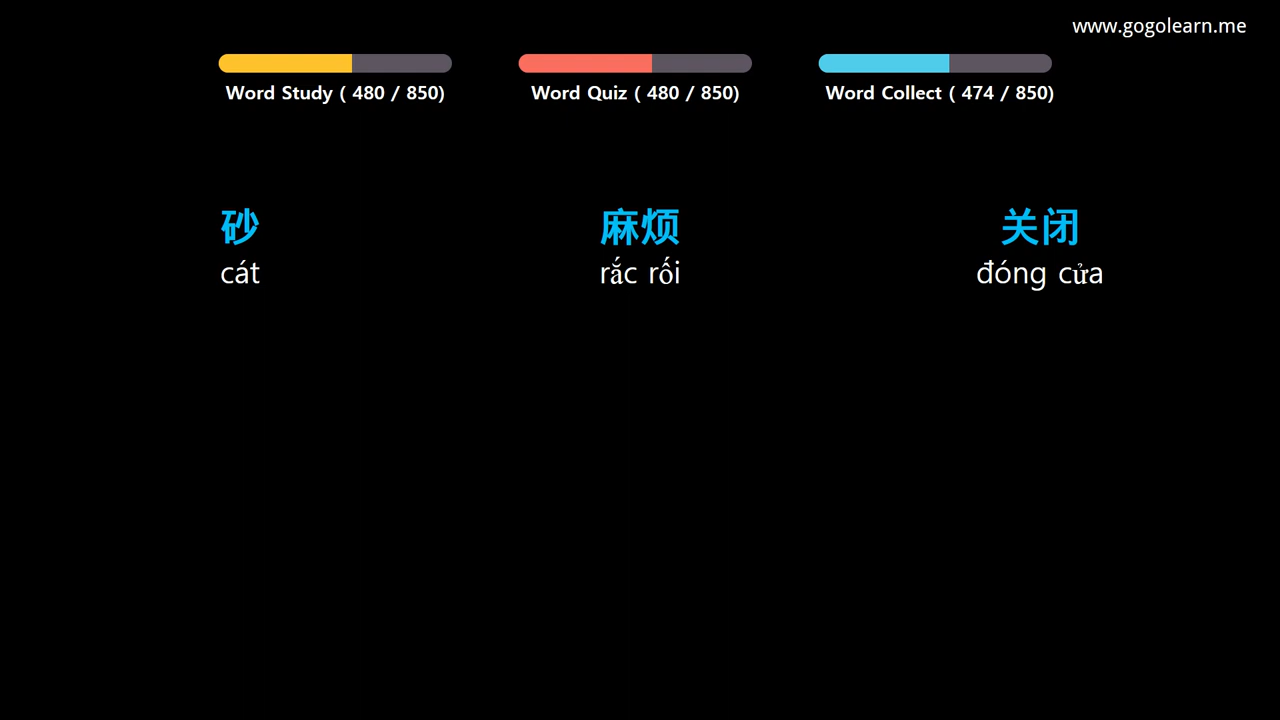 www.gogolearn.me
Word Study ( 480 / 850)
Word Quiz ( 480 / 850)
Word Collect ( 474 / 850)
砂
cát
麻烦
rắc rối
关闭
đóng cửa